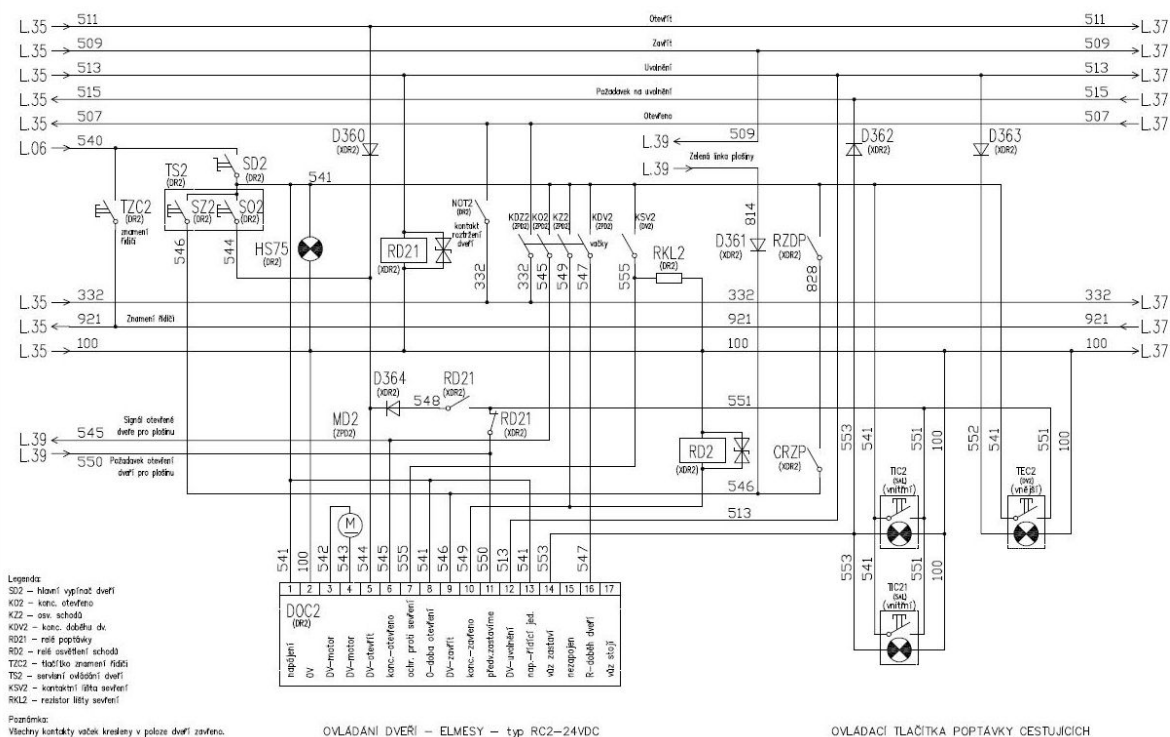 L.35 511 Otevřít 511 L.37
L.35 509 Zavřít 509 L.37
L.35 513 Uvolnění 513 L.37
L.35 515 Požadavek na uvolnění 515 L.37
L.35 507 Otevřeno 507 L.37
L.06 540
D360
(XDR2)
L.39 509
Zelená linka plošiny
L.39
D362
(XDR2)
D363
(XDR2)
SD2
(DR2)
TS2
(DR2)
541
TZC2
(DR2)
znamení
řidiči
SZ2
(DR2)
SO2
(DR2)
546
544
HS75
(DR2)
RD21
(XDR2)
NOT2
(DR2)
kontakt
roztržení
dveří
332
KDZ2
(ZPD2)
KO2
(ZPD2)
KZ2
(ZPD2)
KDV2
(ZPD2)
vačky
KSV2
(DV2)
332
545
549
547
555
RKL2
(DR2)
814
D361
(XDR2)
RZDP
(XDR2)
828
L.35 332 332 L.37
L.35 921 Znamení řidiči 921 L.37
L.35 100 100 100 L.37
D364
(XDR2)
548
RD21
(XDR2)
551
MD2
(ZPD2)
RD21
(XDR2)
Signál otevřené
dveře pro plošinu
L.39 545
L.39 550
Požadavek otevření
dveří pro plošinu
RD2
(XDR2)
CRZP
(XDR2)
546
513
553
541
551
100
552
541
551
100
TIC2
(SAL)
(vnitřní)
TEC2
(DV2)
(vnější)
M
541
100
542
543
544
545
555
541
546
549
550
513
541
553
547
553
541
551
100
TIC21
(SAL)
(vnitřní)
1 2 3 4 5 6 7 8 9 10 11 12 13 14 15 16 17
DOC2
(DR2)
napájení
0V
DV-motor
DV-motor
DV-otevřít
konc.-otevřeno
ochr. proti sevření
O-doba otevření
DV-zavřít
konc.-zavřeno
předv.zastavíme
DV-uvolnění
nap.-řídící jed.
vůz zastaví
nezapojen
R-doběh dveří
vůz stojí
Legenda:
SD2 - hlavní vypínač dveří
KO2 - konc. otevřeno
KZ2 - osv. schodů
KDV2 - konc. doběhu dv.
RD21 - relé poptávky
RD2 - relé osvětlení schodů
TZC2 - tlačítko znamení řidiči
TS2 - servisní ovládání dveří
KSV2 - kontaktní lišta sevření
RKL2 - rezistor lišty sevření
Poznámka:
Všechny kontakty vaček kresleny v poloze dveří zavřeno.
OVLÁDÁNÍ DVEŘÍ - ELMESY - typ RC2-24VDC
OVLÁDACÍ TLAČÍTKA POPTÁVKY CESTUJÍCÍCH